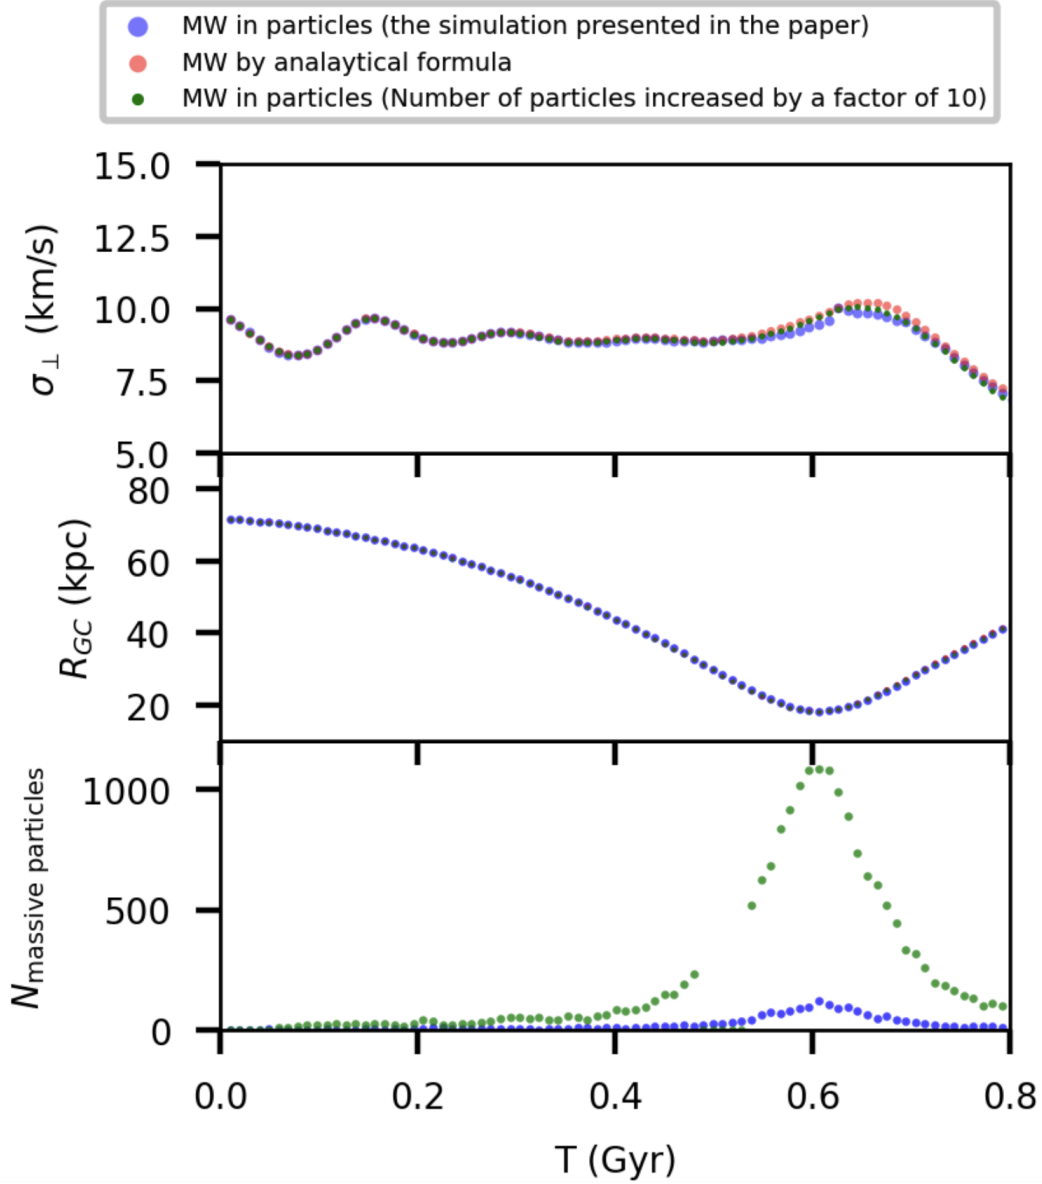 MW in particles (the simulation presented in the paper)
MW by analaytical formula
MW in particles (Number of particles increased by a factor of 10)
15.0
12.5
10.0
7.5
5.0
σ⊥ (km/s)
80
60
40
20
R_GC (kpc)
1000
500
0
N_massive particles
0.0 0.2 0.4 0.6 0.8
T (Gyr)